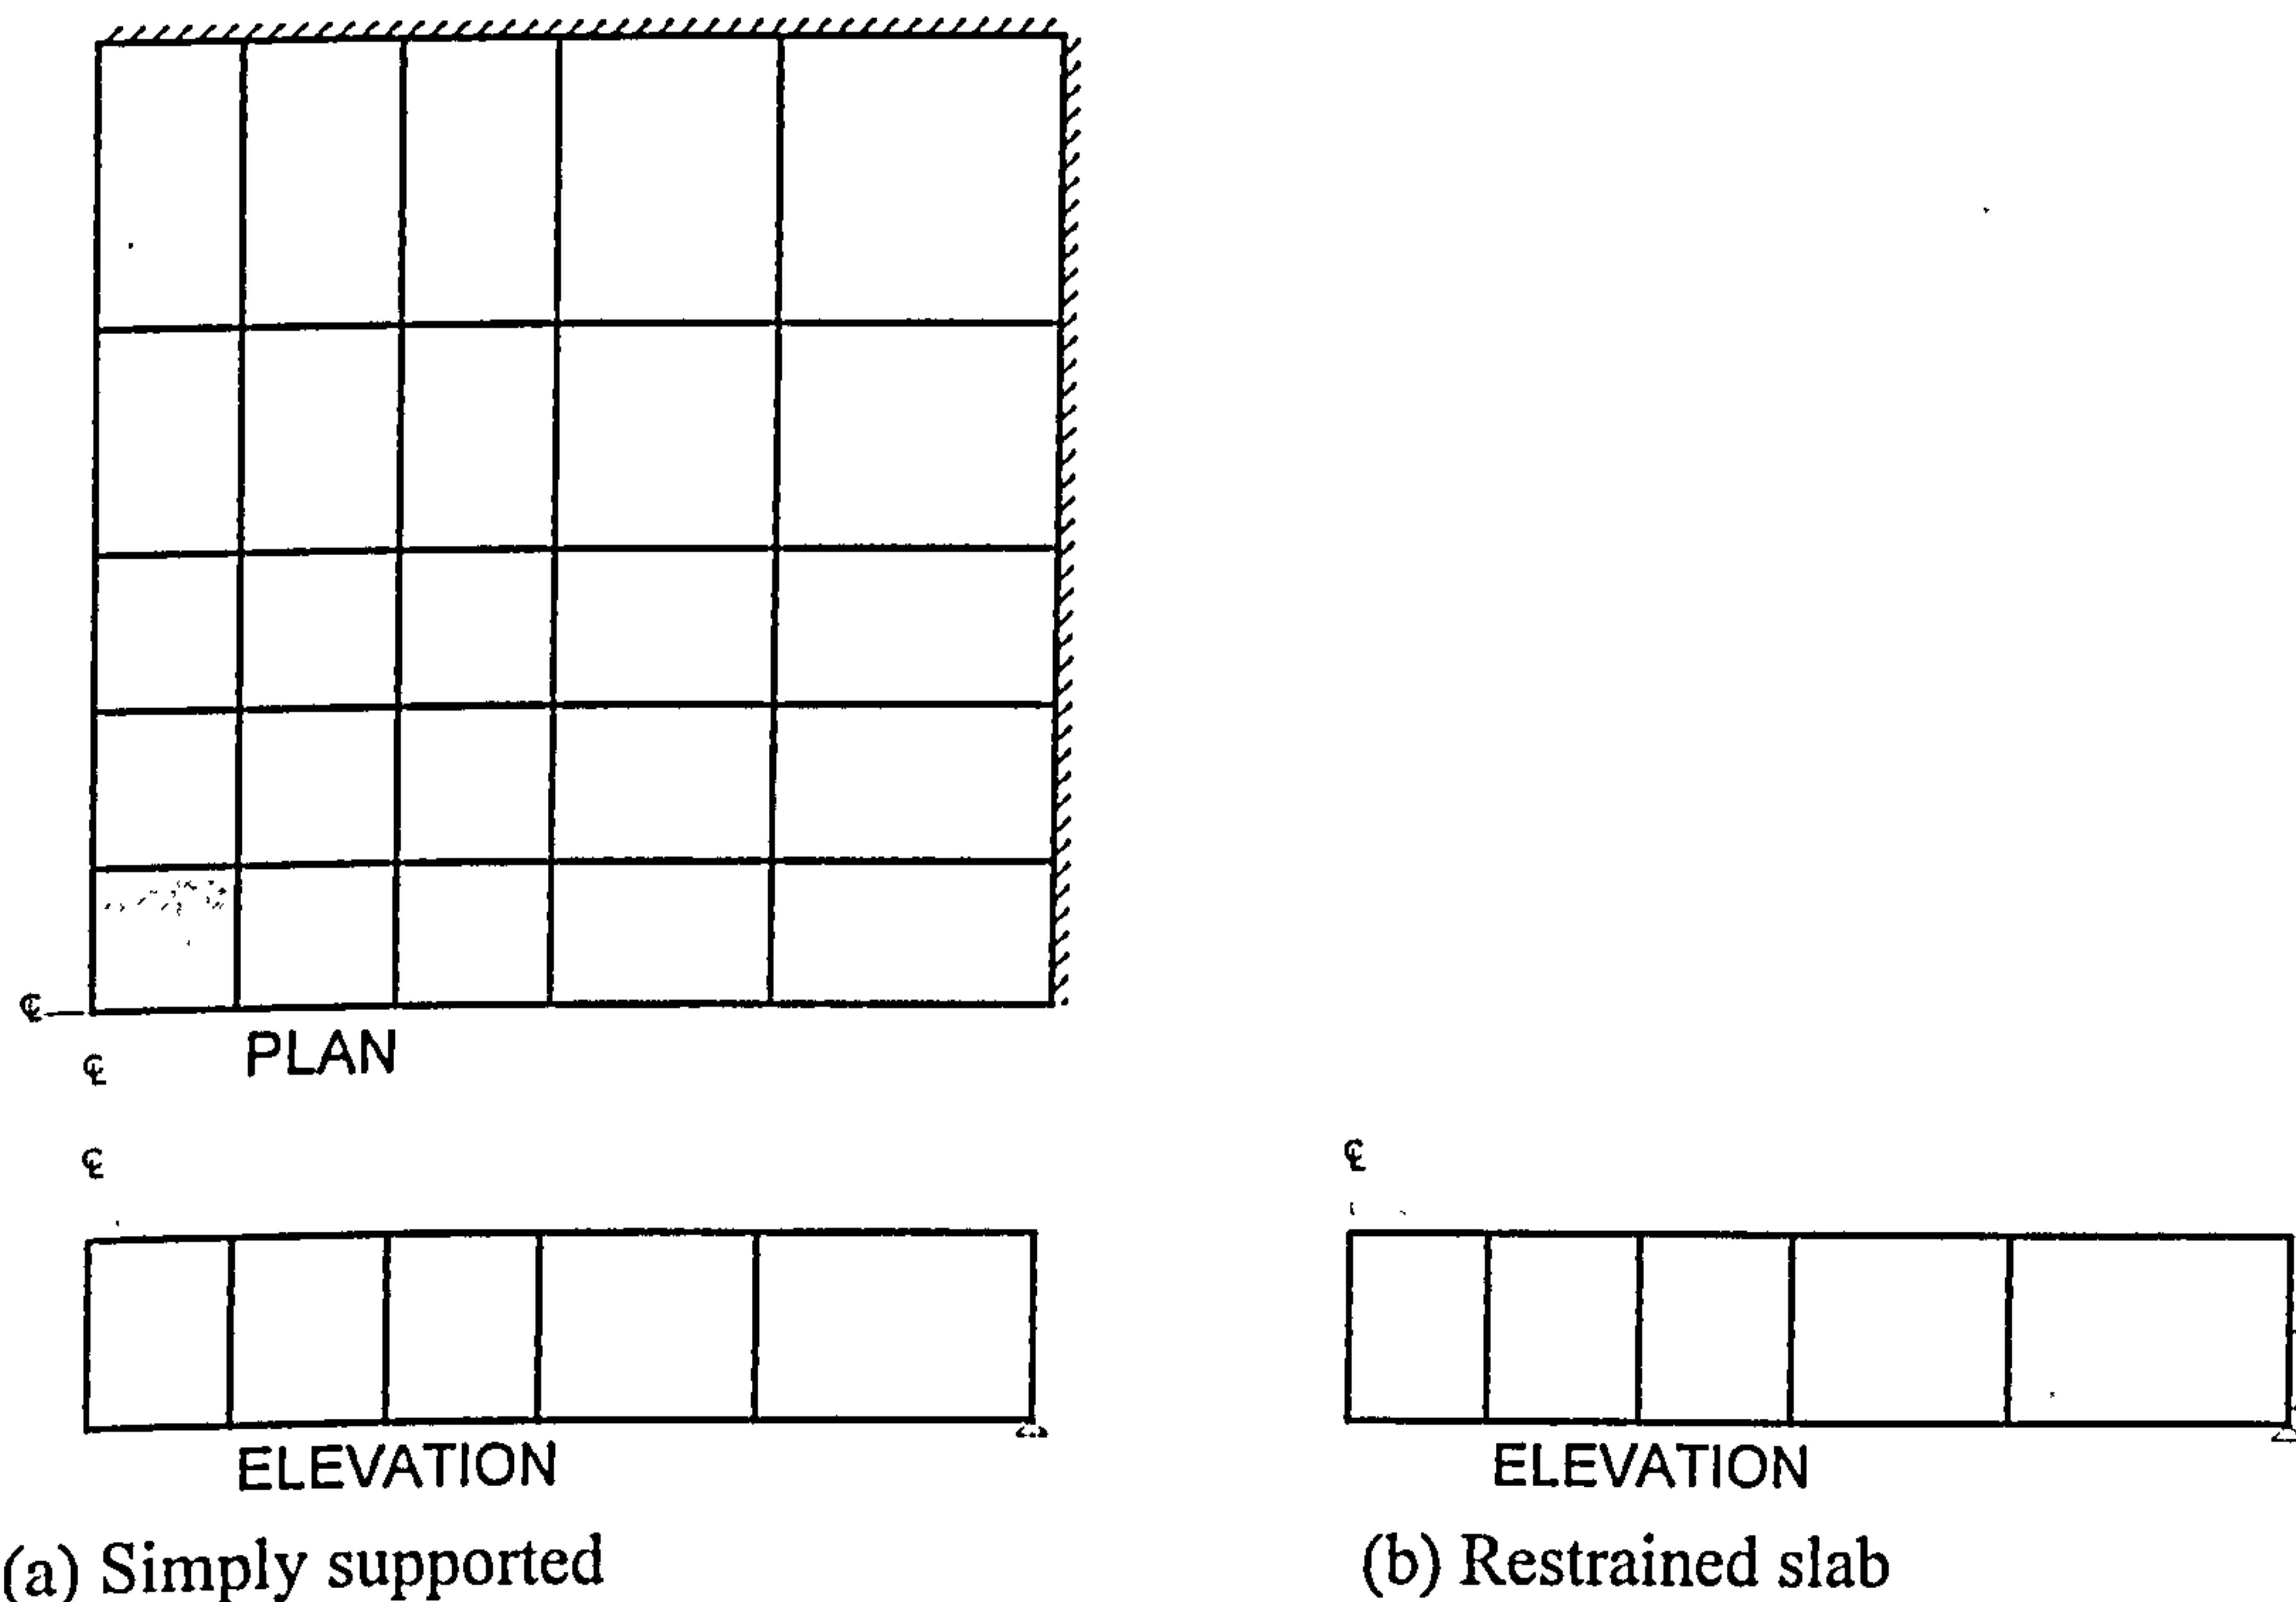 ℄
PLAN
℄
℄
℄
ELEVATION
ELEVATION
(a) Simply supported
(b) Restrained slab